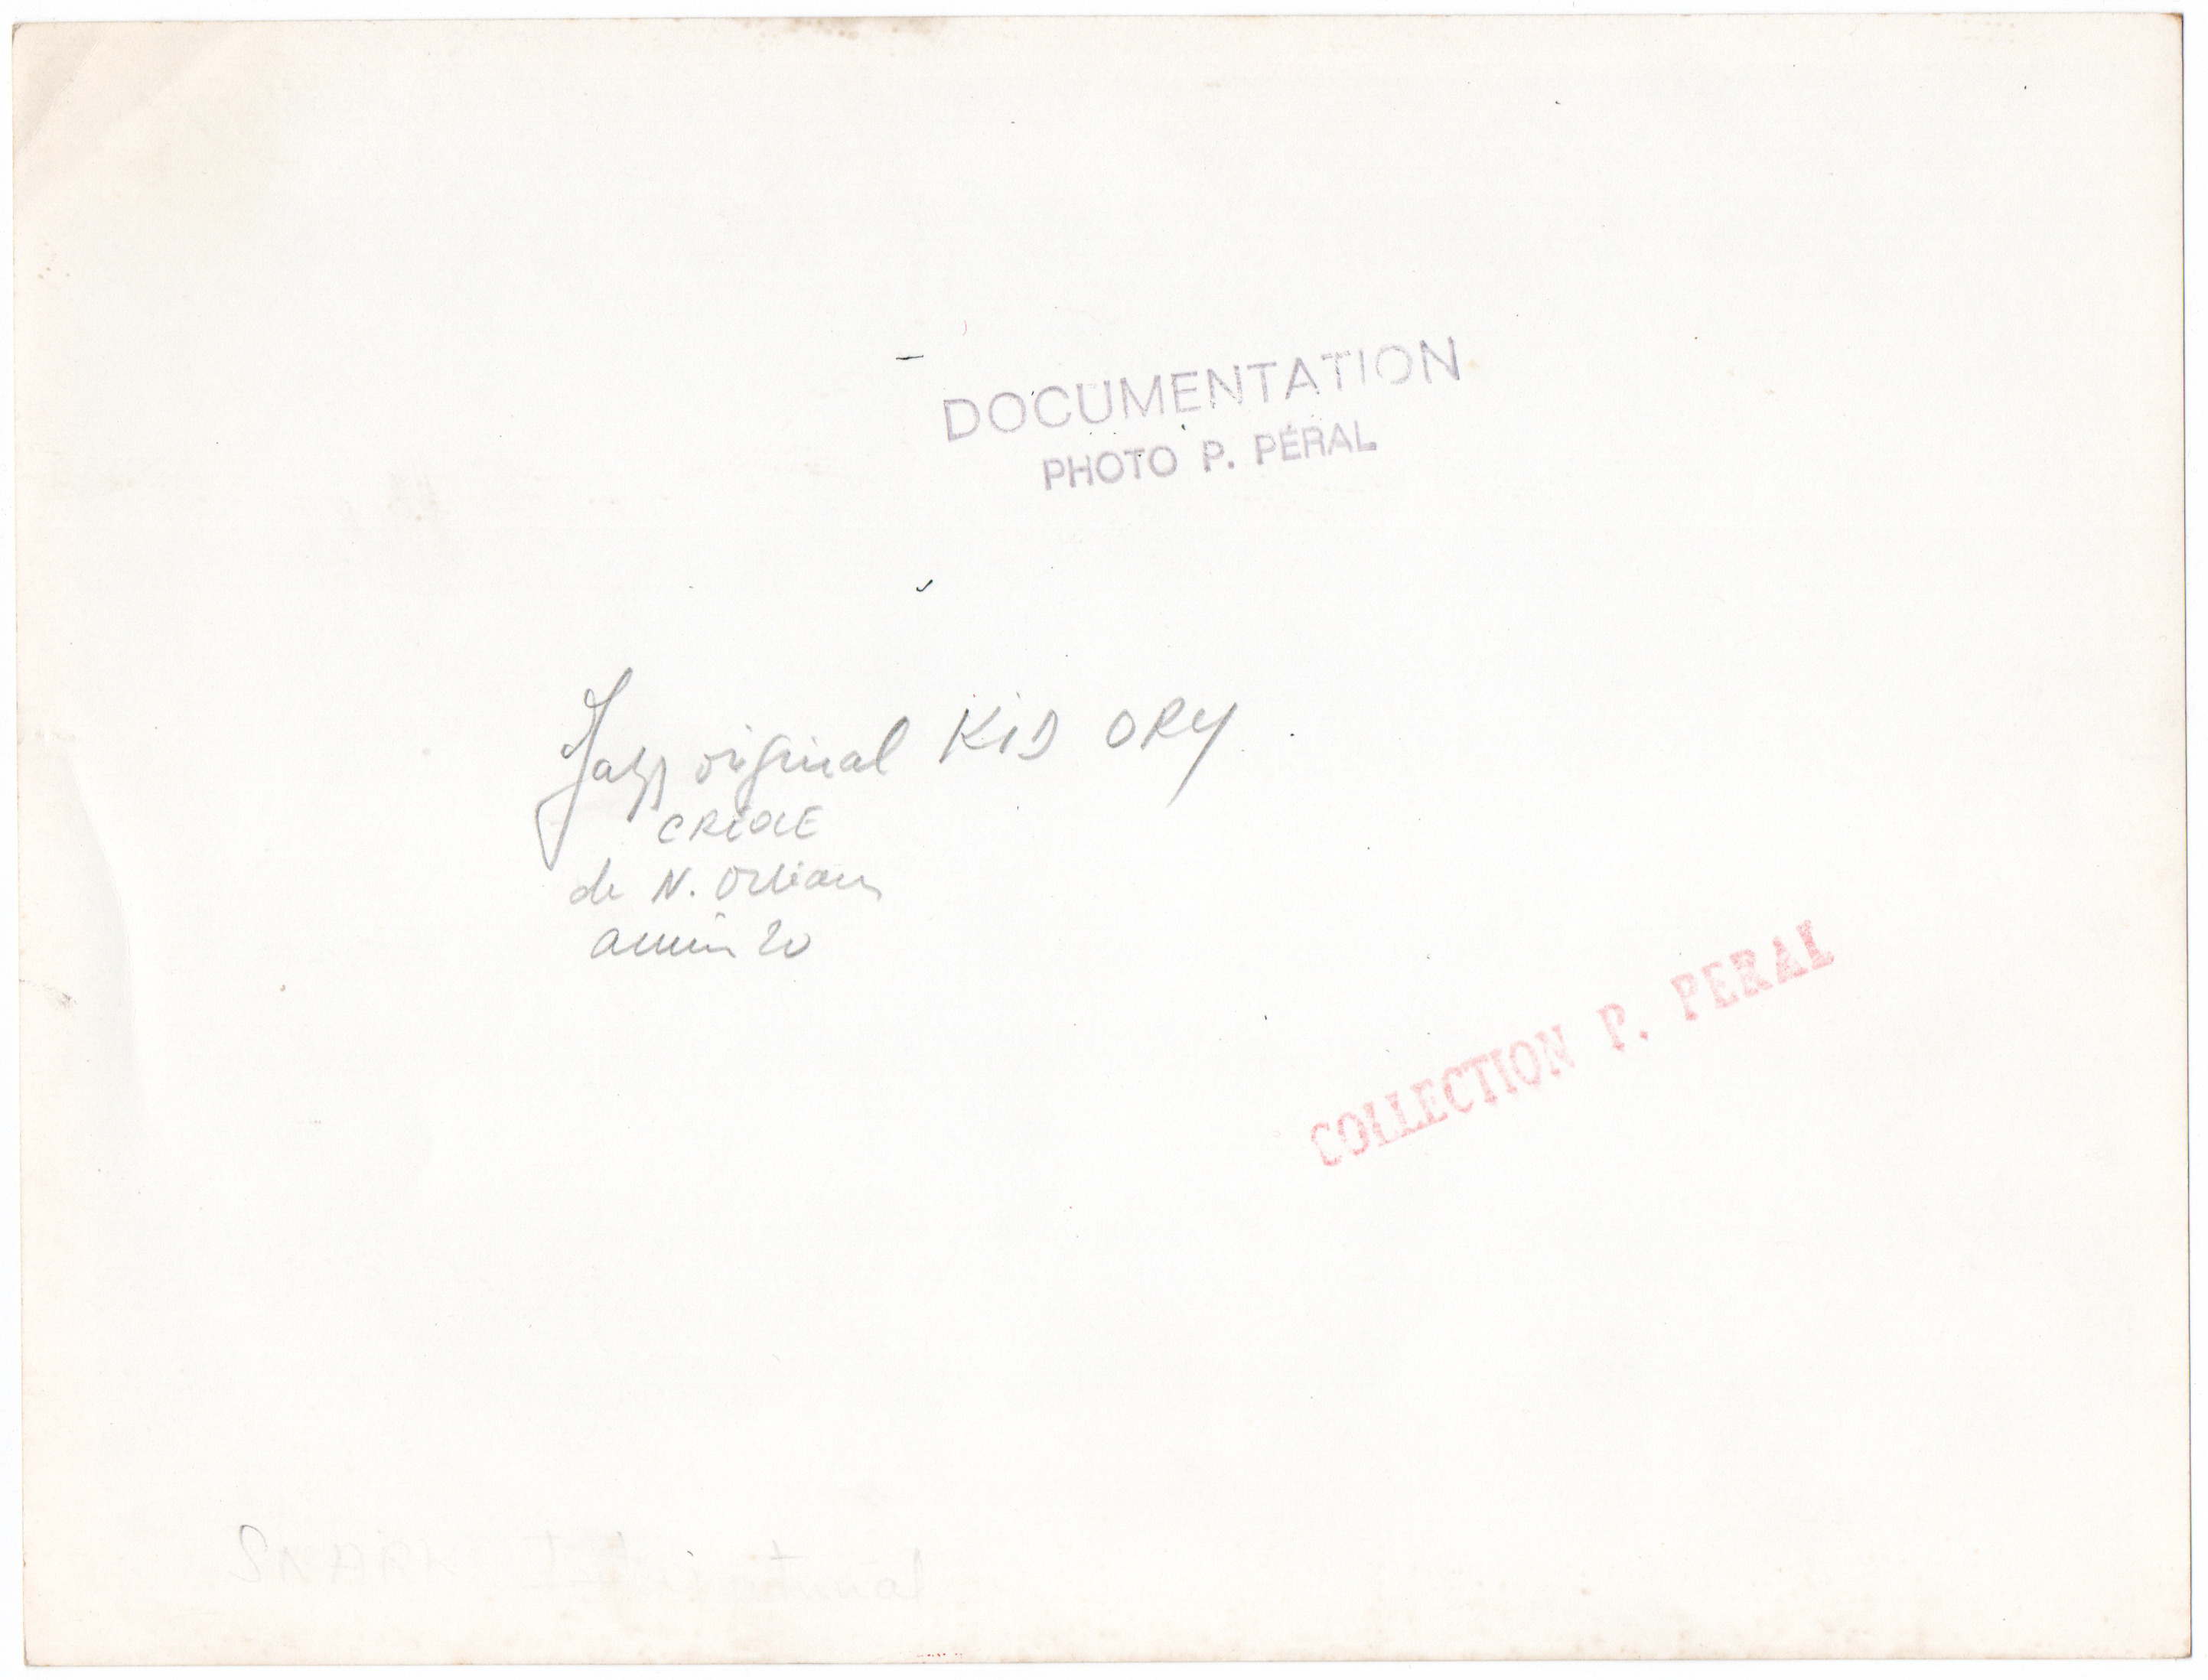 DOCUMENTATION
PHOTO P. PÉRAL
Jazz original KID ORY
CREOLE
de N. Orléans
années 20
COLLECTION P. PERAL